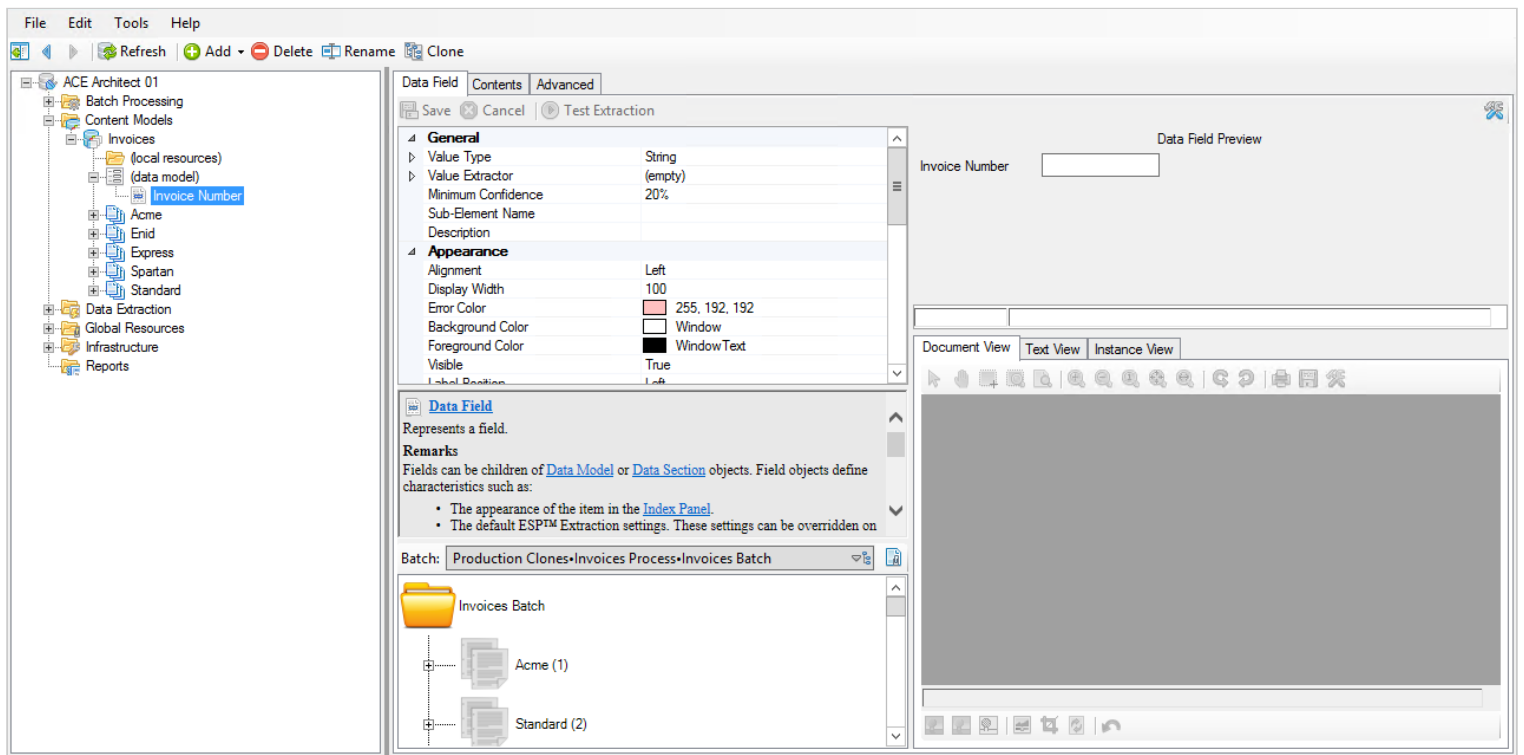 File Edit Tools Help
Refresh Add Delete Rename Clone
ACE Architect 01
Batch Processing
Content Models
Invoices
(local resources)
(data model)
Invoice Number
Acme
Enid
Express
Spartan
Standard
Data Extraction
Global Resources
Infrastructure
Reports
Data Field Contents Advanced
Save Cancel Test Extraction
General
Value Type String
Value Extractor (empty)
Minimum Confidence 20%
Sub-Element Name
Description
Appearance
Alignment Left
Display Width 100
Error Color 255, 192, 192
Background Color Window
Foreground Color WindowText
Visible True
Label Position Left
Data Field
Represents a field.
Remarks
Fields can be children of Data Model or Data Section objects. Field objects define
characteristics such as:
• The appearance of the item in the Index Panel.
• The default ESP™ Extraction settings. These settings can be overridden on
Batch: Production Clones•Invoices Process•Invoices Batch
Invoices Batch
Acme (1)
Standard (2)
Data Field Preview
Invoice Number
Document View Text View Instance View